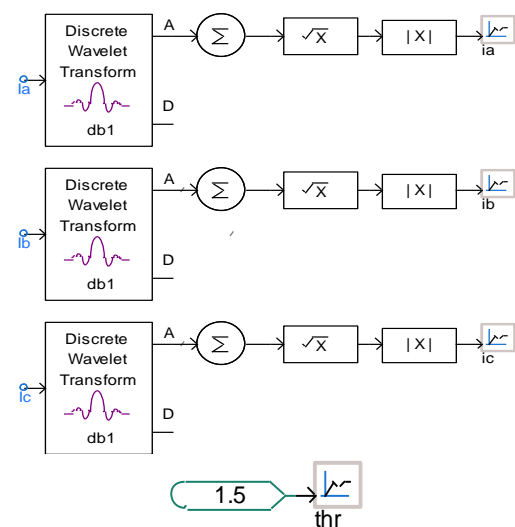 Discrete
Wavelet
Transform
db1
Ia
A
D
Σ
√X
|X|
ia
Discrete
Wavelet
Transform
db1
Ib
A
D
Σ
√X
|X|
ib
Discrete
Wavelet
Transform
db1
Ic
A
D
Σ
√X
|X|
ic
1.5
thr